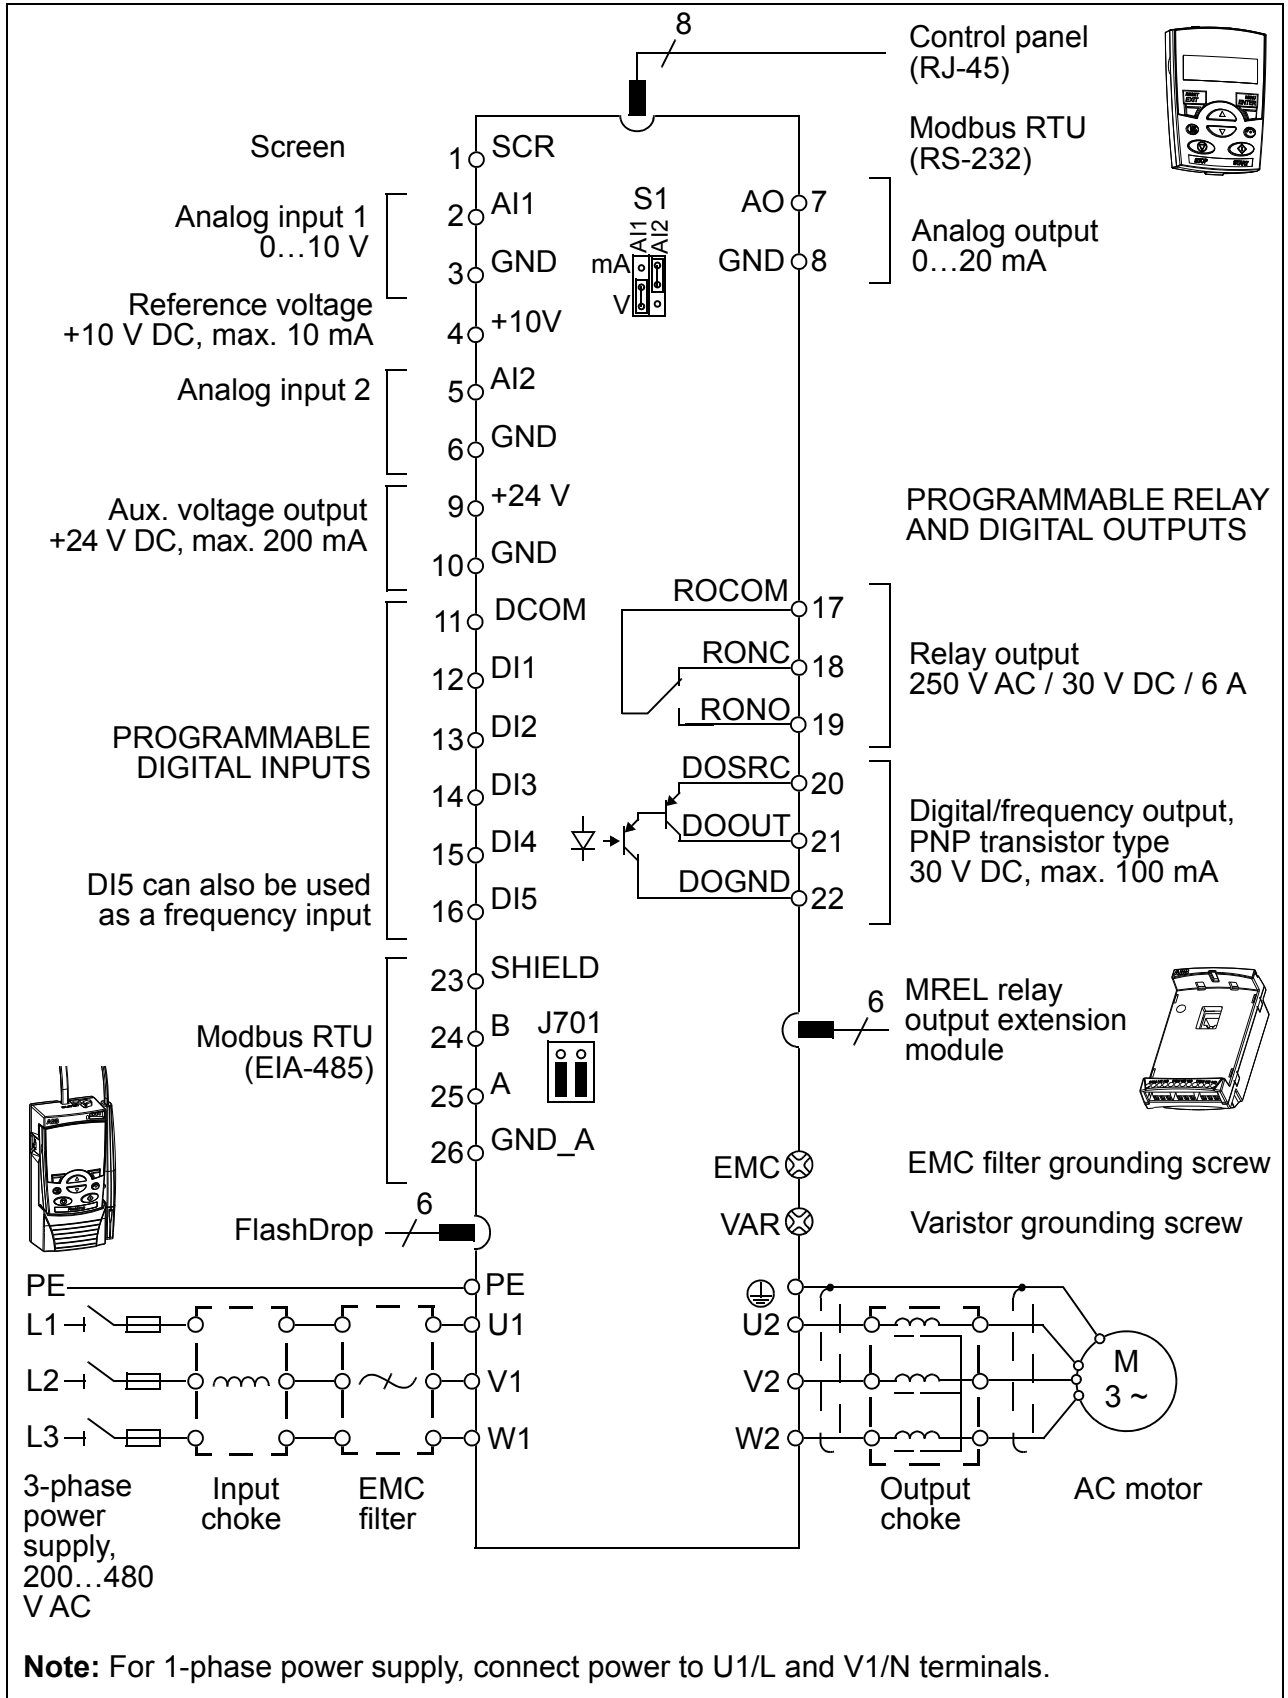 8
Control panel
(RJ-45)
Modbus RTU
(RS-232)
EXIT
ENTER
STOP
START
Screen
1 SCR
Analog input 1
0…10 V
2 AI1
3 GND
S1
AI1
AI2
mA
V
AO 7
GND 8
Analog output
0…20 mA
Reference voltage
+10 V DC, max. 10 mA
4 +10V
Analog input 2
5 AI2
6 GND
Aux. voltage output
+24 V DC, max. 200 mA
9 +24 V
10 GND
PROGRAMMABLE RELAY
AND DIGITAL OUTPUTS
PROGRAMMABLE
DIGITAL INPUTS
DI5 can also be used
as a frequency input
11 DCOM
12 DI1
13 DI2
14 DI3
15 DI4
16 DI5
ROCOM 17
RONC 18
RONO 19
Relay output
250 V AC / 30 V DC / 6 A
DOSRC 20
DOOUT 21
DOGND 22
Digital/frequency output,
PNP transistor type
30 V DC, max. 100 mA
Modbus RTU
(EIA-485)
23 SHIELD
24 B
25 A
26 GND_A
J701
6
MREL relay
output extension
module
ABB
ABB
EMC
EMC filter grounding screw
VAR
Varistor grounding screw
FlashDrop
6
PE
PE
L1
U1
L2
V1
L3
W1
U2
V2
W2
M
3 ~
3-phase
power
supply,
200…480
V AC
Input
choke
EMC
filter
Output
choke
AC motor
Note: For 1-phase power supply, connect power to U1/L and V1/N terminals.